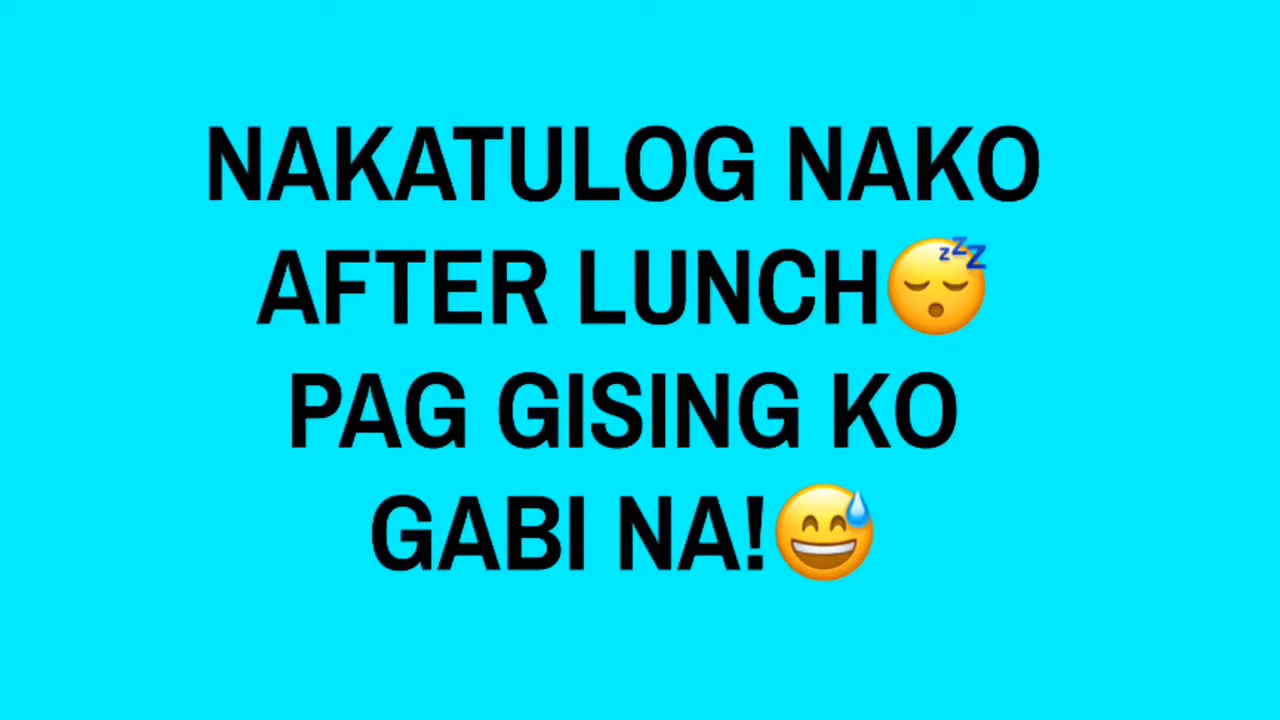 NAKATULOG NAKO
AFTER LUNCH😴
PAG GISING KO
GABI NA!😅